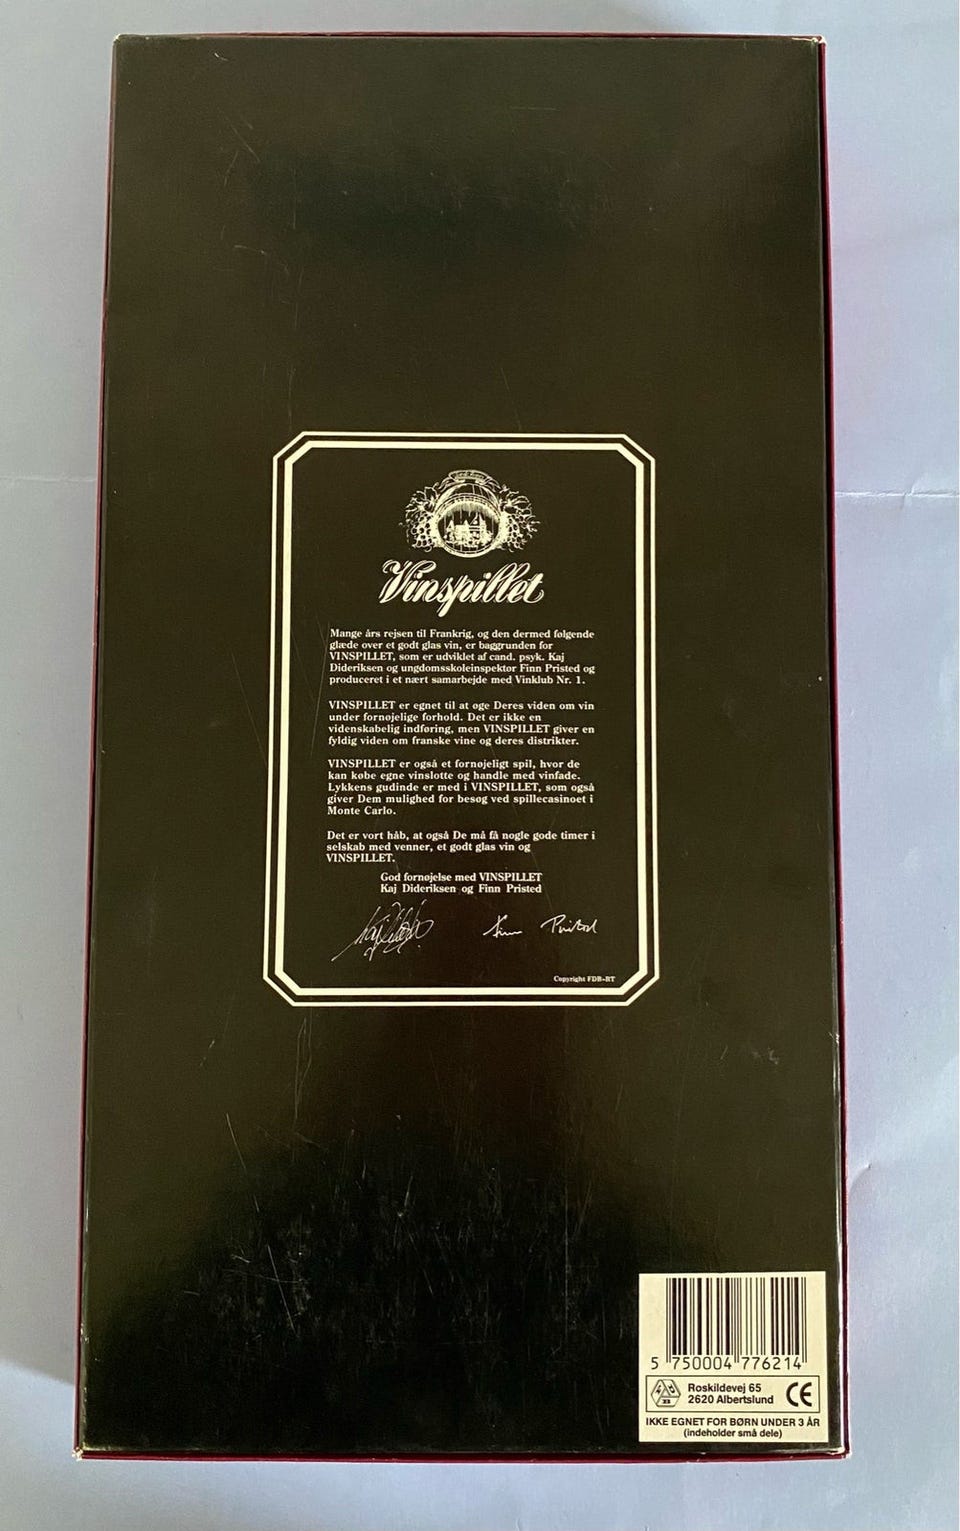 Vinspillet
Mange års rejsen til Frankrig, og den dermed følgende
glæde over et godt glas vin, er baggrunden for
VINSPILLET, som er udviklet af cand. psyk. Kaj
Dideriksen og ungdomsskoleinspektor Finn Pristed og
produceret i et nært samarbejde med Vinklub Nr. 1.
VINSPILLET er egnet til at øge Deres viden om vin
under fornøjelige forhold. Det er ikke en
videnskabelig indføring, men VINSPILLET giver en
fyldig viden om franske vine og deres distrikter.
VINSPILLET er også et fornøjeligt spil, hvor de
kan købe egne vinslotte og handle med vinfade.
Lykkens gudinde er med i VINSPILLET, som også
giver Dem mulighed for besøg ved spillecasinoet i
Monte Carlo.
Det er vort håb, at også De må få nogle gode timer i
selskab med venner, et godt glas vin og
VINSPILLET.
God fornøjelse med VINSPILLET
Kaj Dideriksen og Finn Pristed
Finn Pristed
Copyright FDB-RT
5 750004 776214
Roskildevej 65
2620 Albertslund
CE
IKKE EGNET FOR BØRN UNDER 3 ÅR
(indeholder små dele)